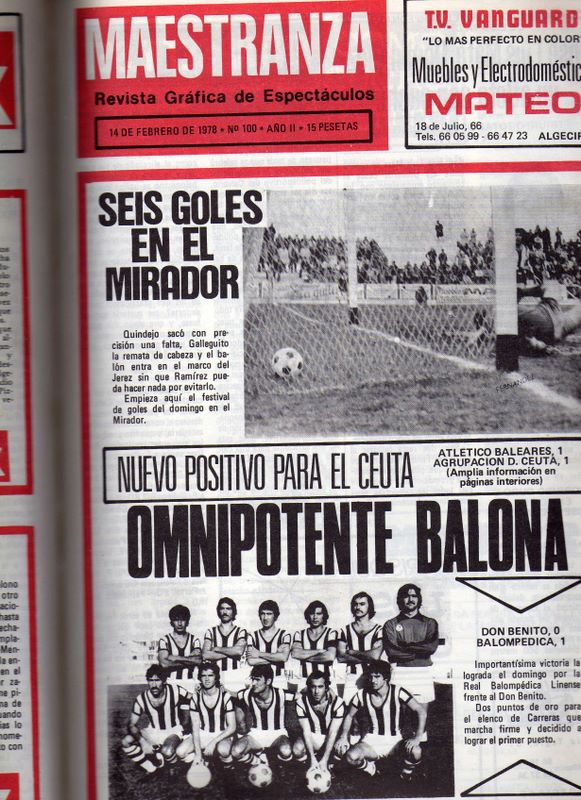 MAESTRANZA
Revista Gráfica de Espectáculos
14 DE FEBRERO DE 1978 • Nº 100 • AÑO II • 15 PESETAS
T.V. VANGUARD
"LO MAS PERFECTO EN COLOR
Muebles y Electrodomésti
MATEO
18 de Julio, 66
Tels. 66 05 99 - 66 47 23 ALGECIR
SEIS GOLES
EN EL
MIRADOR
Quindejo sacó con pre-
cisión una falta, Galleguito
la remata de cabeza y el ba-
lón entra en el marco del
Jerez sin que Ramírez pue-
da hacer nada por evitarlo.
Empieza aquí el festival
de goles del domingo en el
Mirador.
NUEVO POSITIVO PARA EL CEUTA
ATLETICO BALEARES, 1
AGRUPACION D. CEUTA, 1
(Amplia información en
páginas interiores)
OMNIPOTENTE BALONA
DON BENITO, 0
BALOMPEDICA, 1
Importantísima victoria la
lograda el domingo por la
Real Balompédica Linense
frente al Don Benito.
Dos puntos de oro para
el elenco de Carreras que
marcha firme y decidido a
lograr el primer puesto.